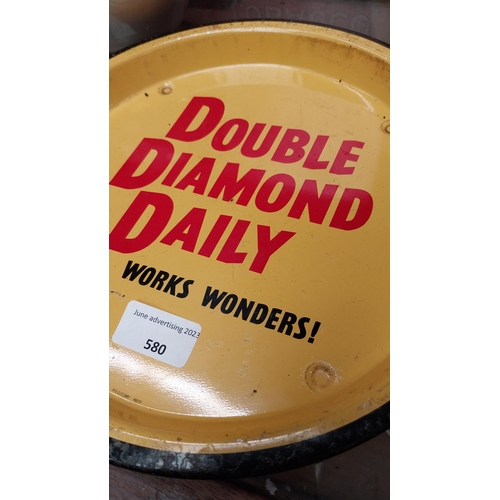 DOUBLE
DIAMOND
DAILY
WORKS WONDERS!
June advertising 2023
580